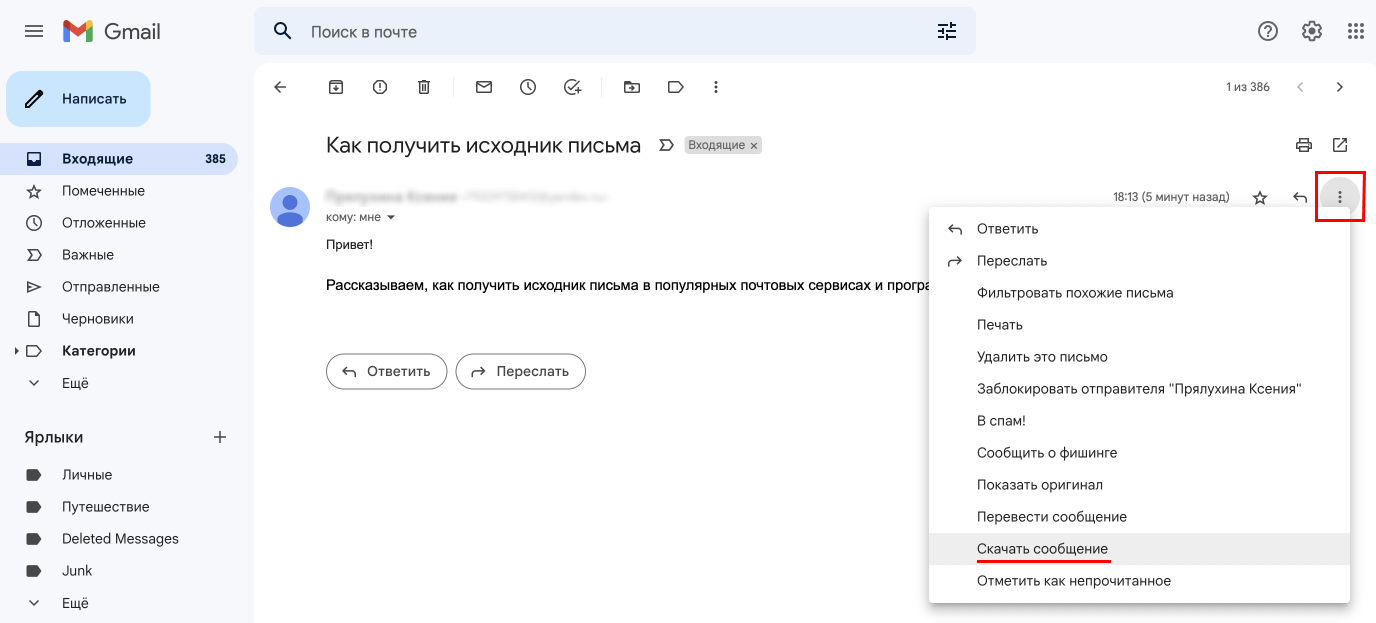 Gmail
Поиск в почте
Написать
1 из 386
Входящие 385
Помеченные
Отложенные
Важные
Отправленные
Черновики
Категории
Ещё
Ярлыки
Личные
Путешествие
Deleted Messages
Junk
Ещё
Как получить исходник письма
Входящие ×
18:13 (5 минут назад)
кому: мне
Привет!
Рассказываем, как получить исходник письма в популярных почтовых сервисах и
Ответить
Переслать
Ответить
Переслать
Фильтровать похожие письма
Печать
Удалить это письмо
Заблокировать отправителя "Прялухина Ксения"
В спам!
Сообщить о фишинге
Показать оригинал
Перевести сообщение
Скачать сообщение
Отметить как непрочитанное